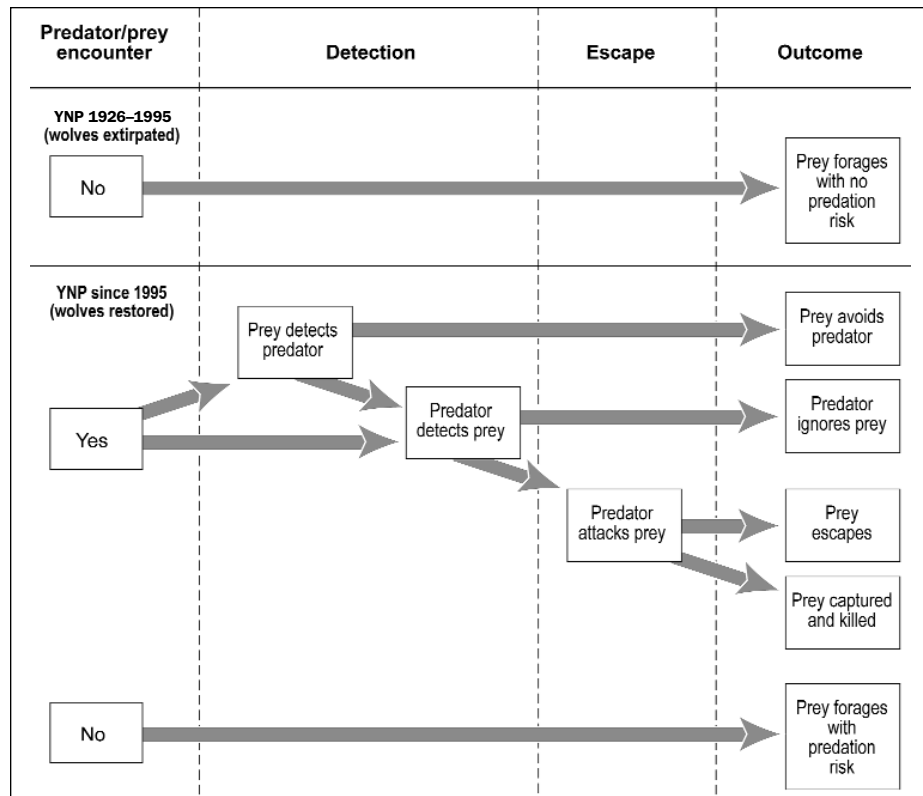 Predator/prey
encounter
Detection
Escape
Outcome
YNP 1926–1995
(wolves extirpated)
No
Prey forages
with no
predation
risk
YNP since 1995
(wolves restored)
Prey detects
predator
Prey avoids
predator
Yes
Predator
detects prey
Predator
ignores prey
Predator
attacks prey
Prey
escapes
Prey captured
and killed
No
Prey forages
with
predation
risk